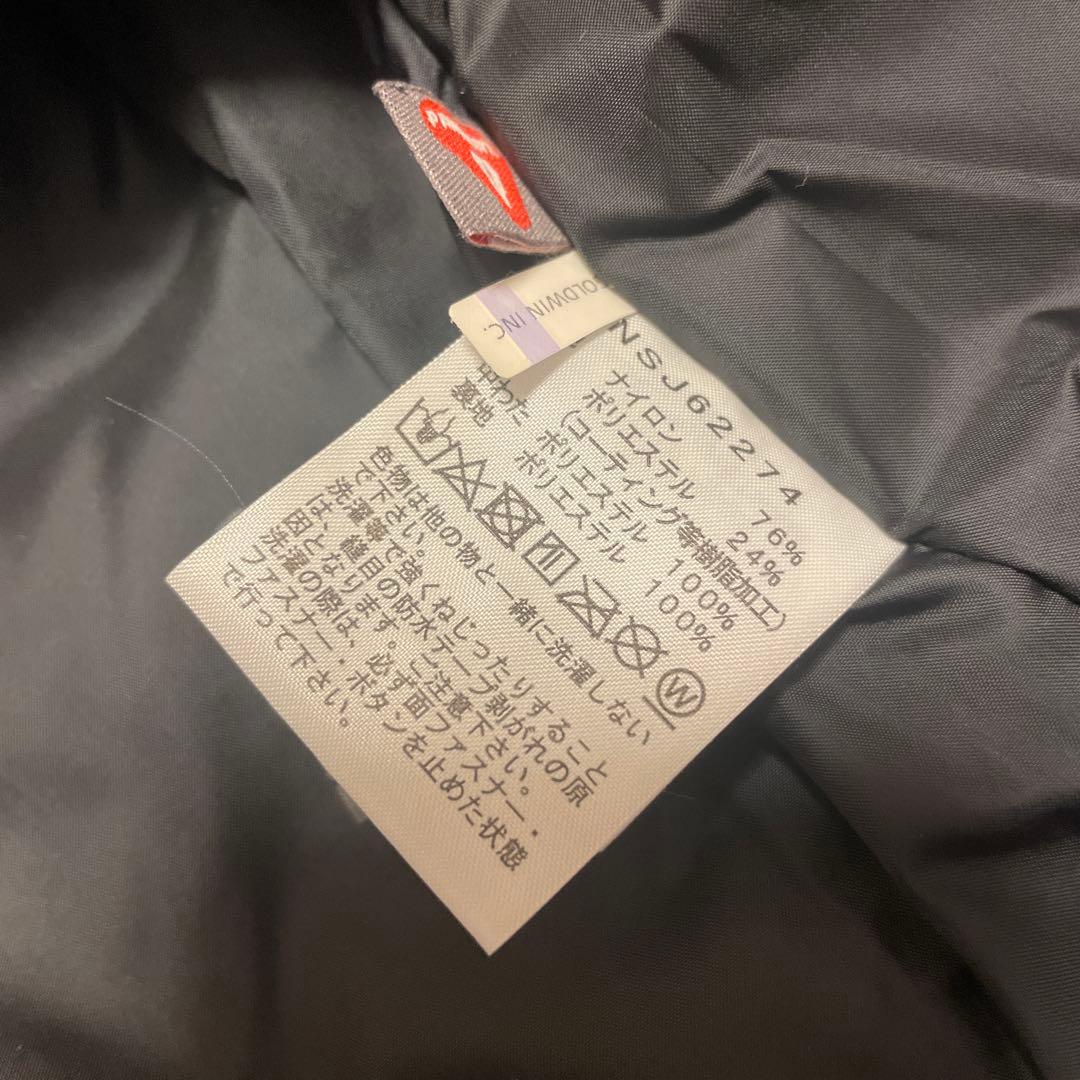 OLDWIN INC.
NSJ62274
ナイロン 76%
ポリエステル 24%
(コーティング等樹脂加工)
中わた ポリエステル 100%
裏地 ポリエステル 100%
W
色物は他の物と一緒に洗濯しない
で下さい。強くねじったりすること
洗濯等で縫目の防水テープ剥がれの原
因となります。ご注意下さい。
洗濯の際は、必ず面ファスナー・
ファスナー・ボタンを止めた状態
で行って下さい。